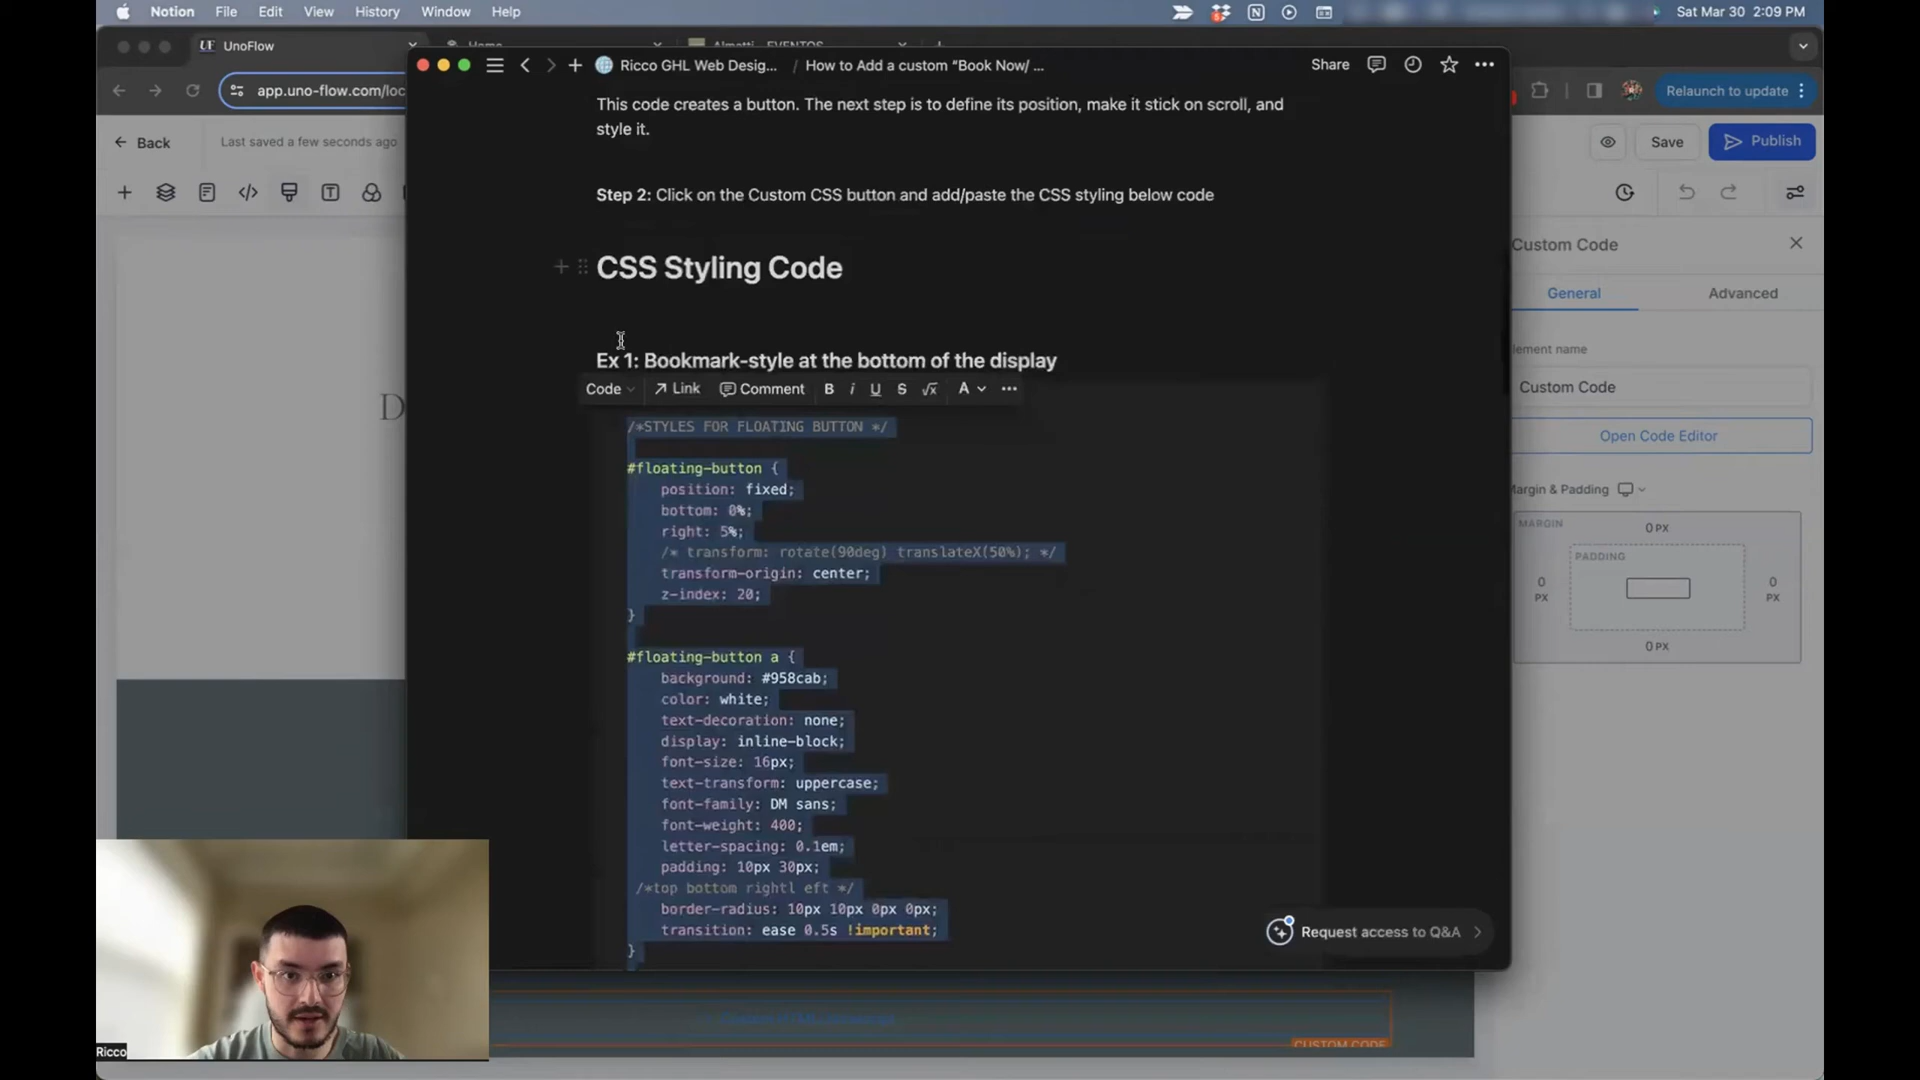 Notion File Edit View History Window Help Sat Mar 30 2:09 PM
UF UnoFlow Home Almatti - EVENTOS
app.uno-flow.com/loc
Relaunch to update
Ricco GHL Web Desig... / How to Add a custom “Book Now/ ...
Share
Back Last saved a few seconds ago
Save Publish
This code creates a button. The next step is to define its position, make it stick on scroll, and
style it.
Step 2: Click on the Custom CSS button and add/paste the CSS styling below code
CSS Styling Code
Ex 1: Bookmark-style at the bottom of the display
Code Link Comment B i U S √x A •••
/*STYLES FOR FLOATING BUTTON */
#floating-button {
position: fixed;
bottom: 0%;
right: 5%;
/* transform: rotate(90deg) translateX(50%); */
transform-origin: center;
z-index: 20;
}
#floating-button a {
background: #958cab;
color: white;
text-decoration: none;
display: inline-block;
font-size: 16px;
text-transform: uppercase;
font-family: DM sans;
font-weight: 400;
letter-spacing: 0.1em;
padding: 10px 30px;
/*top bottom rightl eft */
border-radius: 10px 10px 0px 0px;
transition: ease 0.5s !important;
}
Request access to Q&A
Custom Code
General Advanced
lement name
Custom Code
Open Code Editor
Margin & Padding
MARGIN
0 PX
PADDING
0
PX
0
PX
0 PX
D
CUSTOM CODE
Ricco